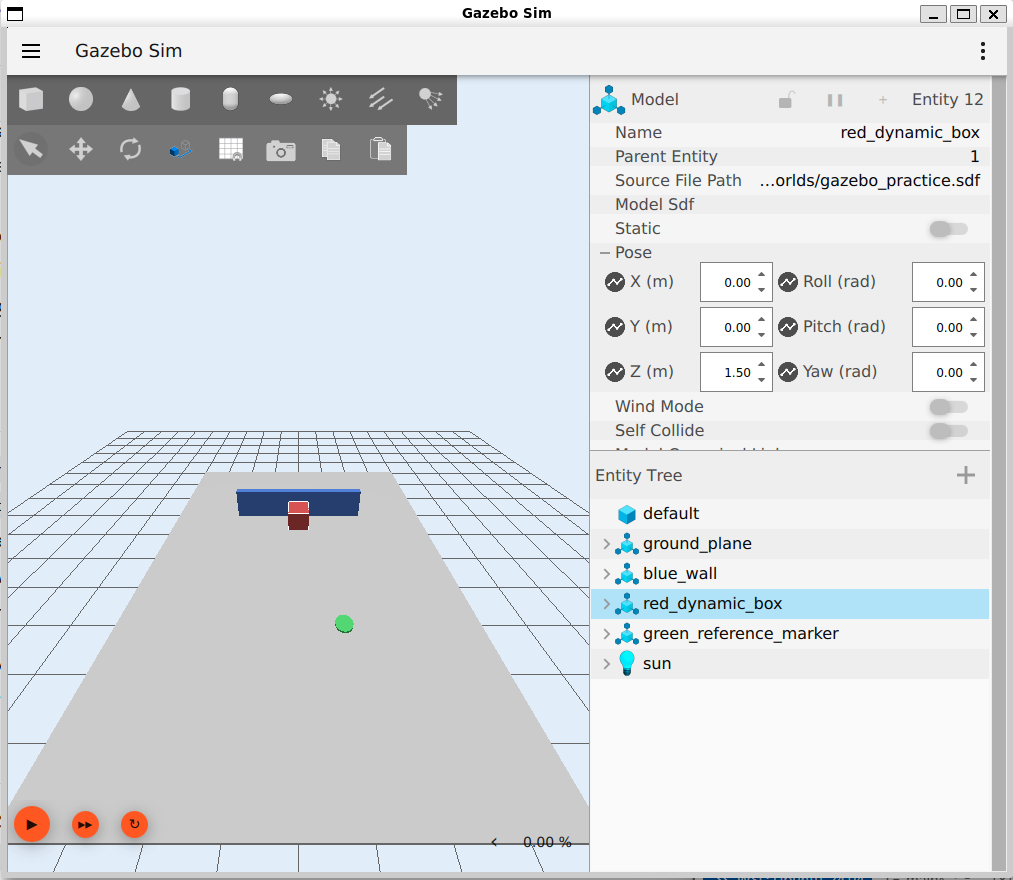 Gazebo Sim
Gazebo Sim
Model Entity 12
Name red_dynamic_box
Parent Entity 1
Source File Path ...orlds/gazebo_practice.sdf
Model Sdf
Static
Pose
X (m) 0.00 Roll (rad) 0.00
Y (m) 0.00 Pitch (rad) 0.00
Z (m) 1.50 Yaw (rad) 0.00
Wind Mode
Self Collide
Entity Tree
default
ground_plane
blue_wall
red_dynamic_box
green_reference_marker
sun
0.00 %